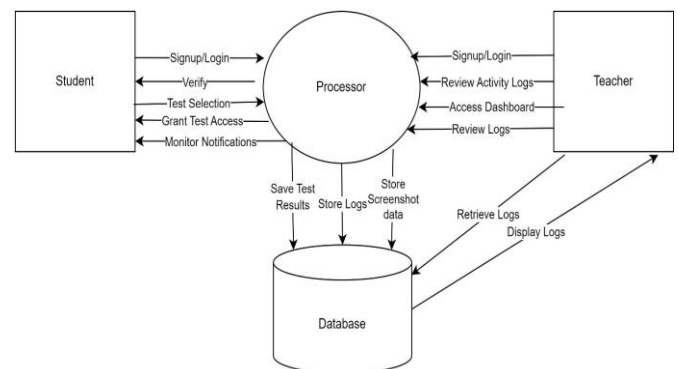 Student
Signup/Login
Verify
Test Selection
Grant Test Access
Monitor Notifications
Processor
Signup/Login
Review Activity Logs
Access Dashboard
Review Logs
Teacher
Save Test
Results
Store Logs
Store
Screenshot
data
Retrieve Logs
Display Logs
Database